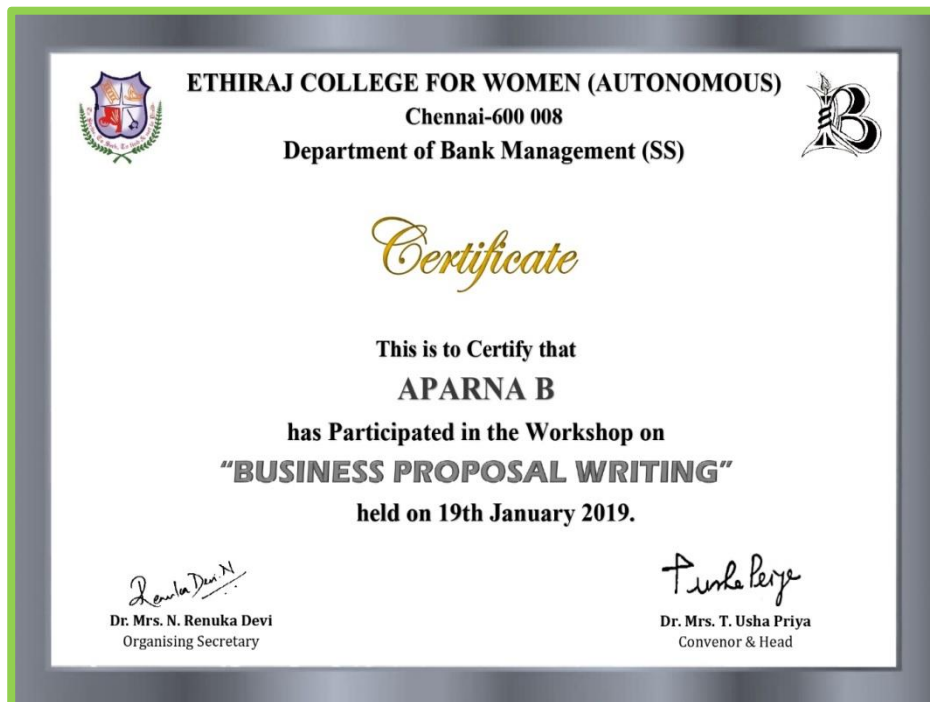 ETHIRAJ COLLEGE FOR WOMEN (AUTONOMOUS)
Chennai-600 008
Department of Bank Management (SS)
Certificate
This is to Certify that
APARNA B
has Participated in the Workshop on
“BUSINESS PROPOSAL WRITING”
held on 19th January 2019.
Renuka Devi. N
Dr. Mrs. N. Renuka Devi
Organising Secretary
T. Usha Priya
Dr. Mrs. T. Usha Priya
Convenor & Head